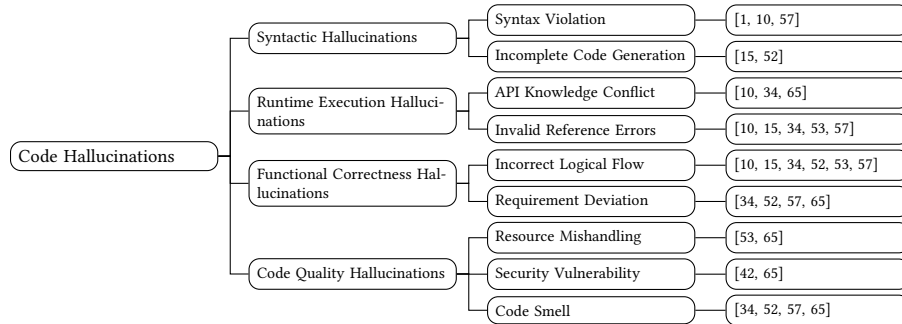 Code Hallucinations
Syntactic Hallucinations
Syntax Violation
[1, 10, 57]
Incomplete Code Generation
[15, 52]
Runtime Execution Halluci-
nations
API Knowledge Conflict
[10, 34, 65]
Invalid Reference Errors
[10, 15, 34, 53, 57]
Functional Correctness Hal-
lucinations
Incorrect Logical Flow
[10, 15, 34, 52, 53, 57]
Requirement Deviation
[34, 52, 57, 65]
Code Quality Hallucinations
Resource Mishandling
[53, 65]
Security Vulnerability
[42, 65]
Code Smell
[34, 52, 57, 65]